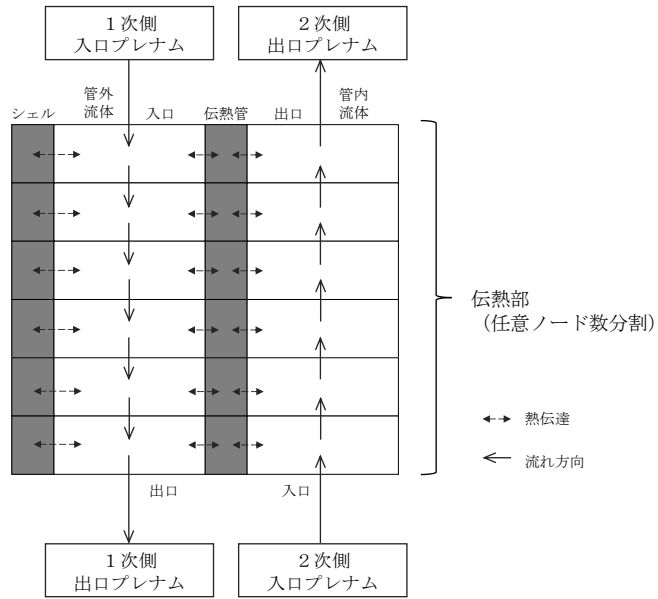 １次側
入口プレナム
２次側
出口プレナム
シェル
管外
流体
入口
伝熱管
出口
管内
流体
伝熱部
（任意ノード数分割）
熱伝達
流れ方向
出口
入口
１次側
出口プレナム
２次側
入口プレナム